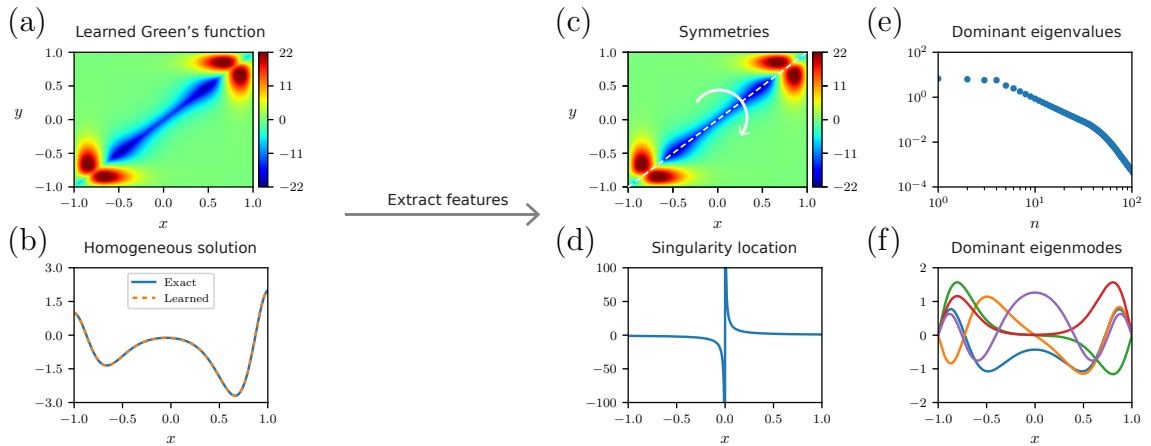 (a)
Learned Green's function
1.0
0.5
0.0
−0.5
−1.0
y
−1.0 −0.5 0.0 0.5 1.0
x
22
11
0
−11
−22
(b)
Homogeneous solution
3.0
1.5
0.0
−1.5
−3.0
Exact
Learned
−1.0 −0.5 0.0 0.5 1.0
x
Extract features
(c)
Symmetries
1.0
0.5
0.0
−0.5
−1.0
y
−1.0 −0.5 0.0 0.5 1.0
x
22
11
0
−11
−22
(d)
Singularity location
100
50
0
−50
−100
−1.0 −0.5 0.0 0.5 1.0
x
(e)
Dominant eigenvalues
10²
10⁰
10⁻²
10⁻⁴
10⁰ 10¹ 10²
n
(f)
Dominant eigenmodes
2
1
0
−1
−2
−1.0 −0.5 0.0 0.5 1.0
x